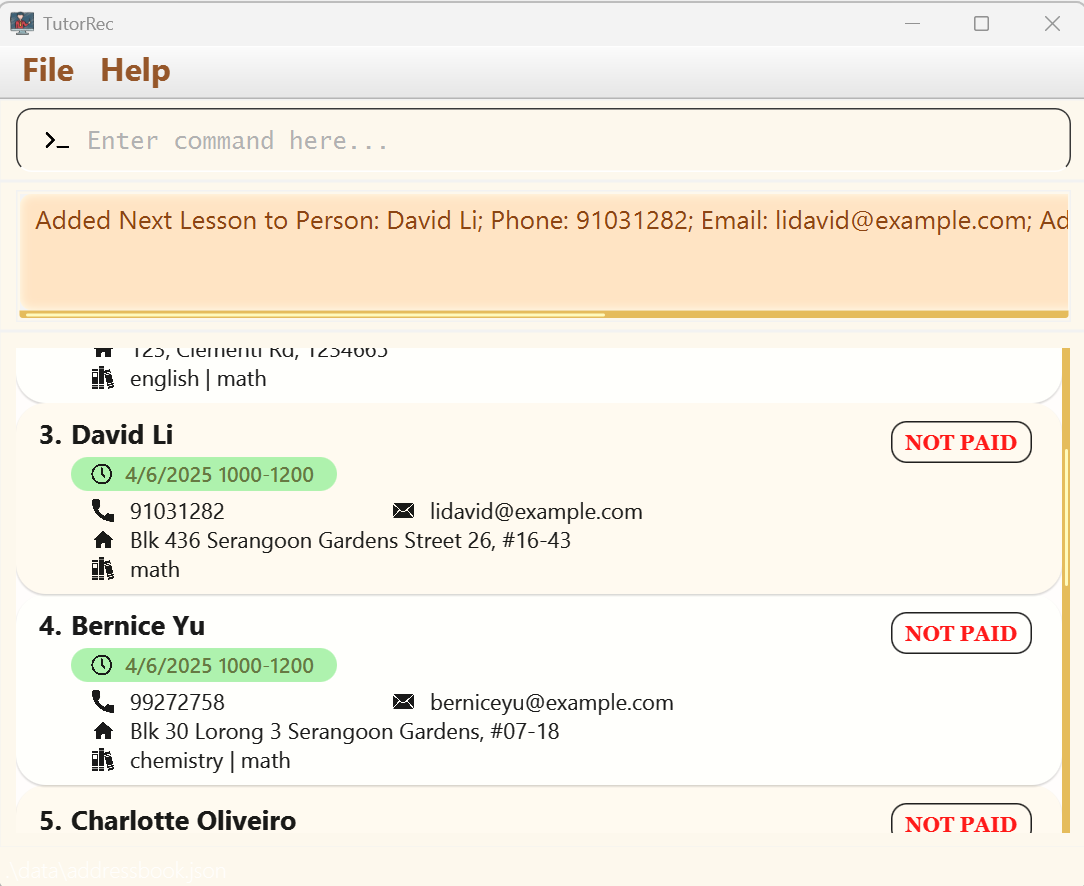 TutorRec
File Help
Enter command here...
Added Next Lesson to Person: David Li; Phone: 91031282; Email: lidavid@example.com; Ad
123, Clementi Rd, 1234665
english | math
3. David Li
NOT PAID
4/6/2025 1000-1200
91031282 lidavid@example.com
Blk 436 Serangoon Gardens Street 26, #16-43
math
4. Bernice Yu
NOT PAID
4/6/2025 1000-1200
99272758 berniceyu@example.com
Blk 30 Lorong 3 Serangoon Gardens, #07-18
chemistry | math
5. Charlotte Oliveiro
NOT PAID
\data\addressbook.json